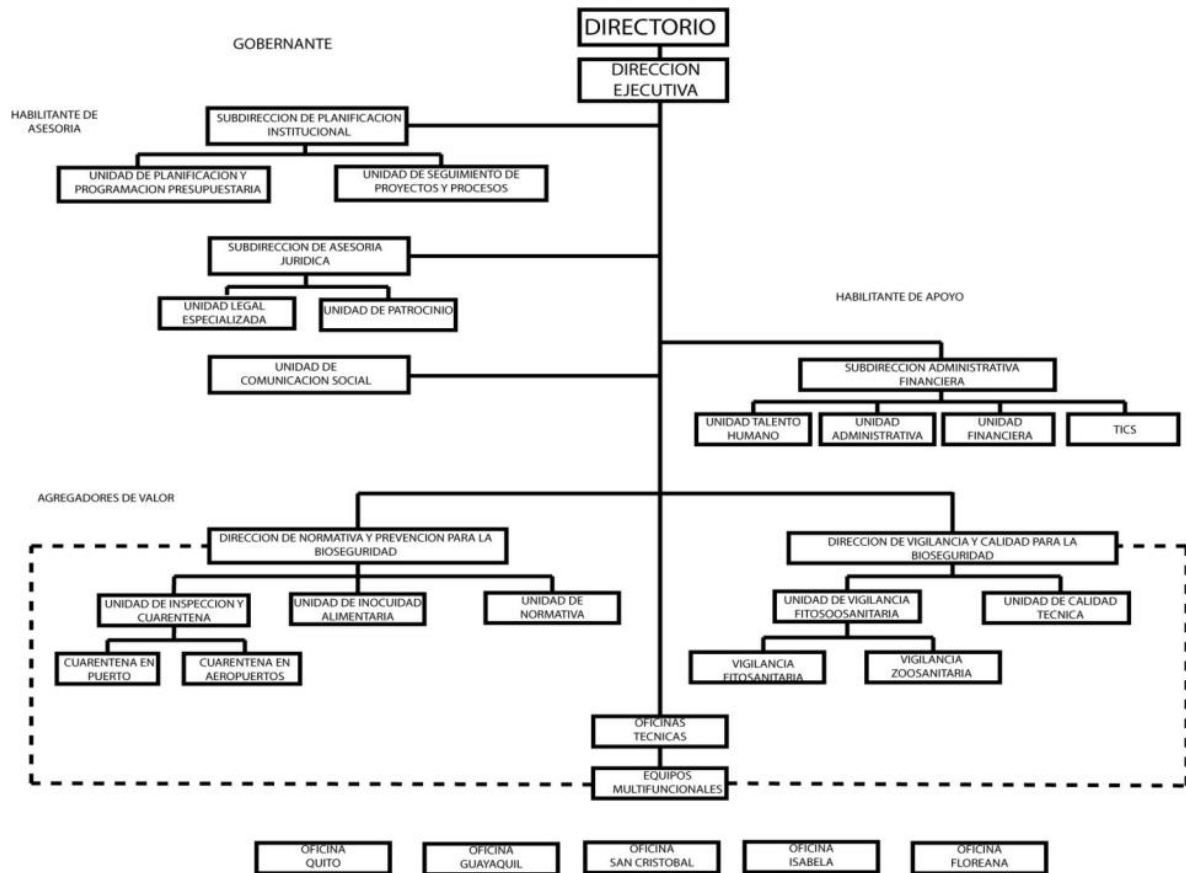 DIRECTORIO
GOBERNANTE
DIRECCION
EJECUTIVA
HABILITANTE DE
ASESORIA
SUBDIRECCION DE PLANIFICACION
INSTITUCIONAL
UNIDAD DE PLANIFICACION Y
PROGRAMACION PRESUPUESTARIA
UNIDAD DE SEGUIMIENTO DE
PROYECTOS Y PROCESOS
SUBDIRECCION DE ASESORIA
JURIDICA
UNIDAD LEGAL
ESPECIALIZADA
UNIDAD DE PATROCINIO
HABILITANTE DE APOYO
UNIDAD DE
COMUNICACION SOCIAL
SUBDIRECCION ADMINISTRATIVA
FINANCIERA
UNIDAD TALENTO
HUMANO
UNIDAD
ADMINISTRATIVA
UNIDAD
FINANCIERA
TICS
AGREGADORES DE VALOR
DIRECCION DE NORMATIVA Y PREVENCION PARA LA
BIOSEGURIDAD
DIRECCION DE VIGILANCIA Y CALIDAD PARA LA
BIOSEGURIDAD
UNIDAD DE INSPECCION Y
CUARENTENA
UNIDAD DE INOCUIDAD
ALIMENTARIA
UNIDAD DE
NORMATIVA
UNIDAD DE VIGILANCIA
FITOSOOSANITARIA
UNIDAD DE CALIDAD
TECNICA
CUARENTENA EN
PUERTO
CUARENTENA EN
AEROPUERTOS
VIGILANCIA
FITOSANITARIA
VIGILANCIA
ZOOSANITARIA
OFICINAS
TECNICAS
EQUIPOS
MULTIFUNCIONALES
OFICINA
QUITO
OFICINA
GUAYAQUIL
OFICINA
SAN CRISTOBAL
OFICINA
ISABELA
OFICINA
FLOREANA